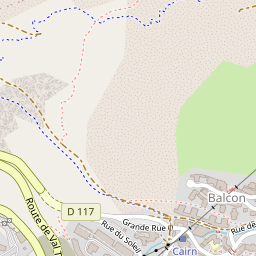 Balcon
D 117
Grande Rue
Rue du Soleil
Route de Val T
Rue de
Cairn